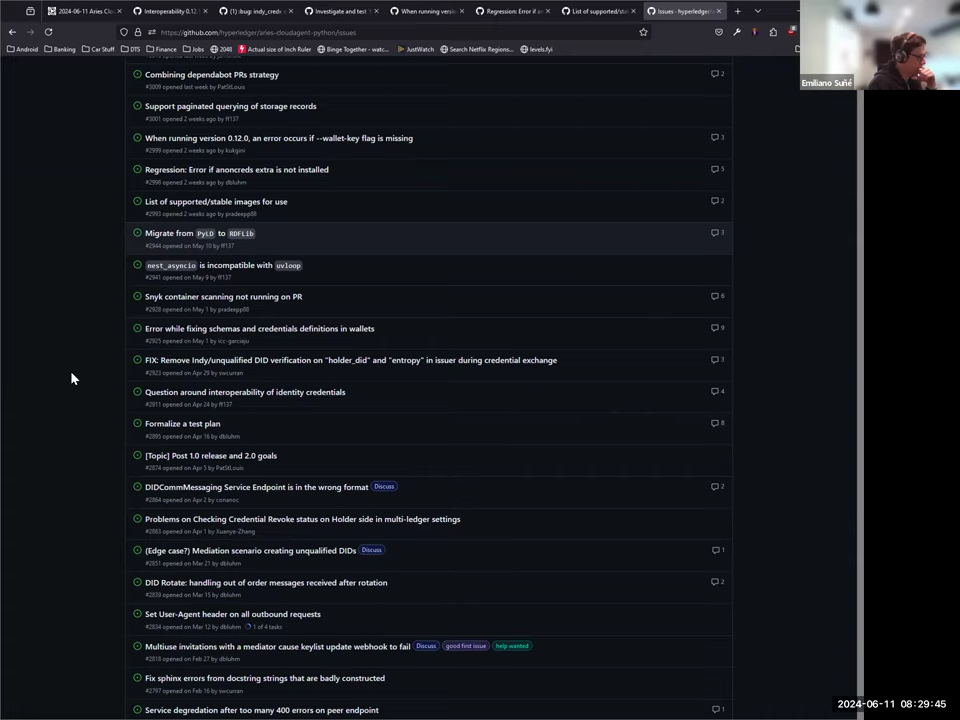 2024-06-11 Aries Clou
Interoperability 0.12.
(1) :bug: indy_creds
Investigate and test
When running versi
Regression: Error if a
List of supported/sta
Issues · hyperledger/a
https://github.com/hyperledger/aries-cloudagent-python/issues
Android
Banking
Car
DTS
Finance
Jobs
2048
Actual size of Inch Ruler
Binge Together - watc...
JustWatch
Search Netflix Regions...
levels.fyi
Emiliano Suñé
Combining dependabot PRs strategy
2
#3009 opened last week by PatStLouis
Support paginated querying of storage records
#3001 opened 2 weeks ago by ff137
When running version 0.12.0, an error occurs if --wallet-key flag is missing
3
#2999 opened 2 weeks ago by kukgini
Regression: Error if anoncreds extra is not installed
5
#2998 opened 2 weeks ago by dbluhm
List of supported/stable images for use
2
#2993 opened 2 weeks ago by pradeepp88
Migrate from PyLD to RDFLib
3
#2944 opened on May 10 by ff137
nest_asyncio is incompatible with uvloop
#2941 opened on May 9 by ff137
Snyk container scanning not running on PR
6
#2928 opened on May 1 by pradeepp88
Error while fixing schemas and credentials definitions in wallets
9
#2925 opened on May 1 by icc-garciaju
FIX: Remove Indy/unqualified DID verification on "holder_did" and "entropy" in issuer during credential exchange
3
#2923 opened on Apr 29 by swcurran
Question around interoperability of identity credentials
4
#2911 opened on Apr 24 by ff137
Formalize a test plan
8
#2895 opened on Apr 16 by dbluhm
[Topic] Post 1.0 release and 2.0 goals
#2874 opened on Apr 5 by PatStLouis
DIDCommMessaging Service Endpoint is in the wrong format Discuss
2
#2864 opened on Apr 2 by conanoc
Problems on Checking Credential Revoke status on Holder side in multi-ledger settings
#2863 opened on Apr 1 by Xuanye-Zhang
(Edge case?) Mediation scenario creating unqualified DIDs Discuss
1
#2851 opened on Mar 21 by dbluhm
DID Rotate: handling out of order messages received after rotation
2
#2839 opened on Mar 15 by dbluhm
Set User-Agent header on all outbound requests
#2834 opened on Mar 12 by dbluhm 1 of 4 tasks
Multiuse invitations with a mediator cause keylist update webhook to fail Discuss good first issue help wanted
#2818 opened on Feb 27 by dbluhm
Fix sphinx errors from docstring strings that are badly constructed
#2797 opened on Feb 16 by swcurran
Service degredation after too many 400 errors on peer endpoint
1
2024-06-11 08:29:45